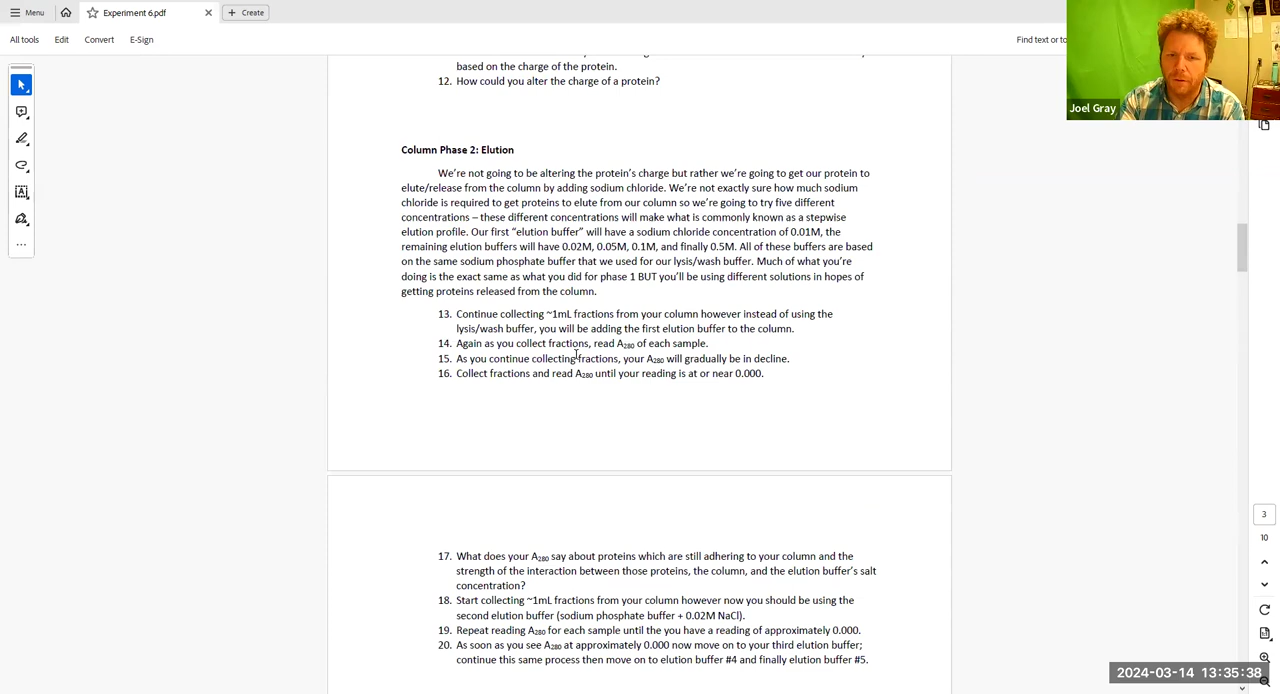 Menu
Experiment 6.pdf
Create
All tools
Edit
Convert
E-Sign
Find text or to
Joel Gray
based on the charge of the protein.
12. How could you alter the charge of a protein?
Column Phase 2: Elution
We're not going to be altering the protein's charge but rather we're going to get our protein to
elute/release from the column by adding sodium chloride. We're not exactly sure how much sodium
chloride is required to get proteins to elute from our column so we're going to try five different
concentrations – these different concentrations will make what is commonly known as a stepwise
elution profile. Our first "elution buffer" will have a sodium chloride concentration of 0.01M, the
remaining elution buffers will have 0.02M, 0.05M, 0.1M, and finally 0.5M. All of these buffers are based
on the same sodium phosphate buffer that we used for our lysis/wash buffer. Much of what you're
doing is the exact same as what you did for phase 1 BUT you'll be using different solutions in hopes of
getting proteins released from the column.
13. Continue collecting ~1mL fractions from your column however instead of using the
lysis/wash buffer, you will be adding the first elution buffer to the column.
14. Again as you collect fractions, read A280 of each sample.
15. As you continue collecting fractions, your A280 will gradually be in decline.
16. Collect fractions and read A280 until your reading is at or near 0.000.
17. What does your A280 say about proteins which are still adhering to your column and the
strength of the interaction between those proteins, the column, and the elution buffer's salt
concentration?
18. Start collecting ~1mL fractions from your column however now you should be using the
second elution buffer (sodium phosphate buffer + 0.02M NaCl).
19. Repeat reading A280 for each sample until the you have a reading of approximately 0.000.
20. As soon as you see A280 at approximately 0.000 now move on to your third elution buffer;
continue this same process then move on to elution buffer #4 and finally elution buffer #5.
3
10
2024-03-14 13:35:38